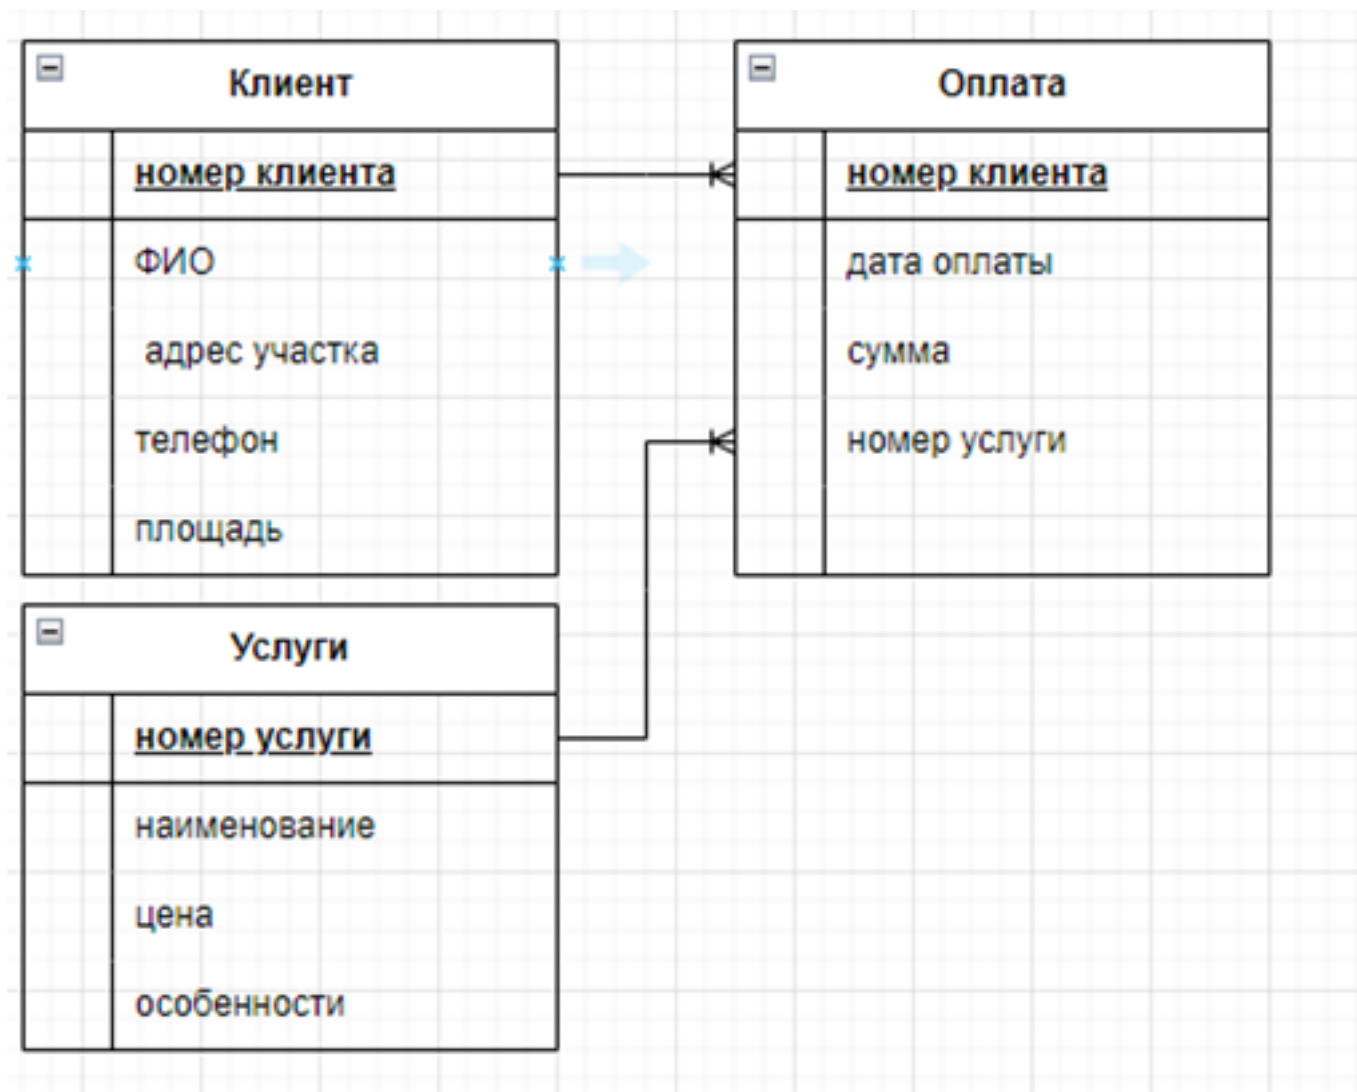 Клиент
номер клиента
ФИО
адрес участка
телефон
площадь
Оплата
номер клиента
дата оплаты
сумма
номер услуги
Услуги
номер услуги
наименование
цена
особенности